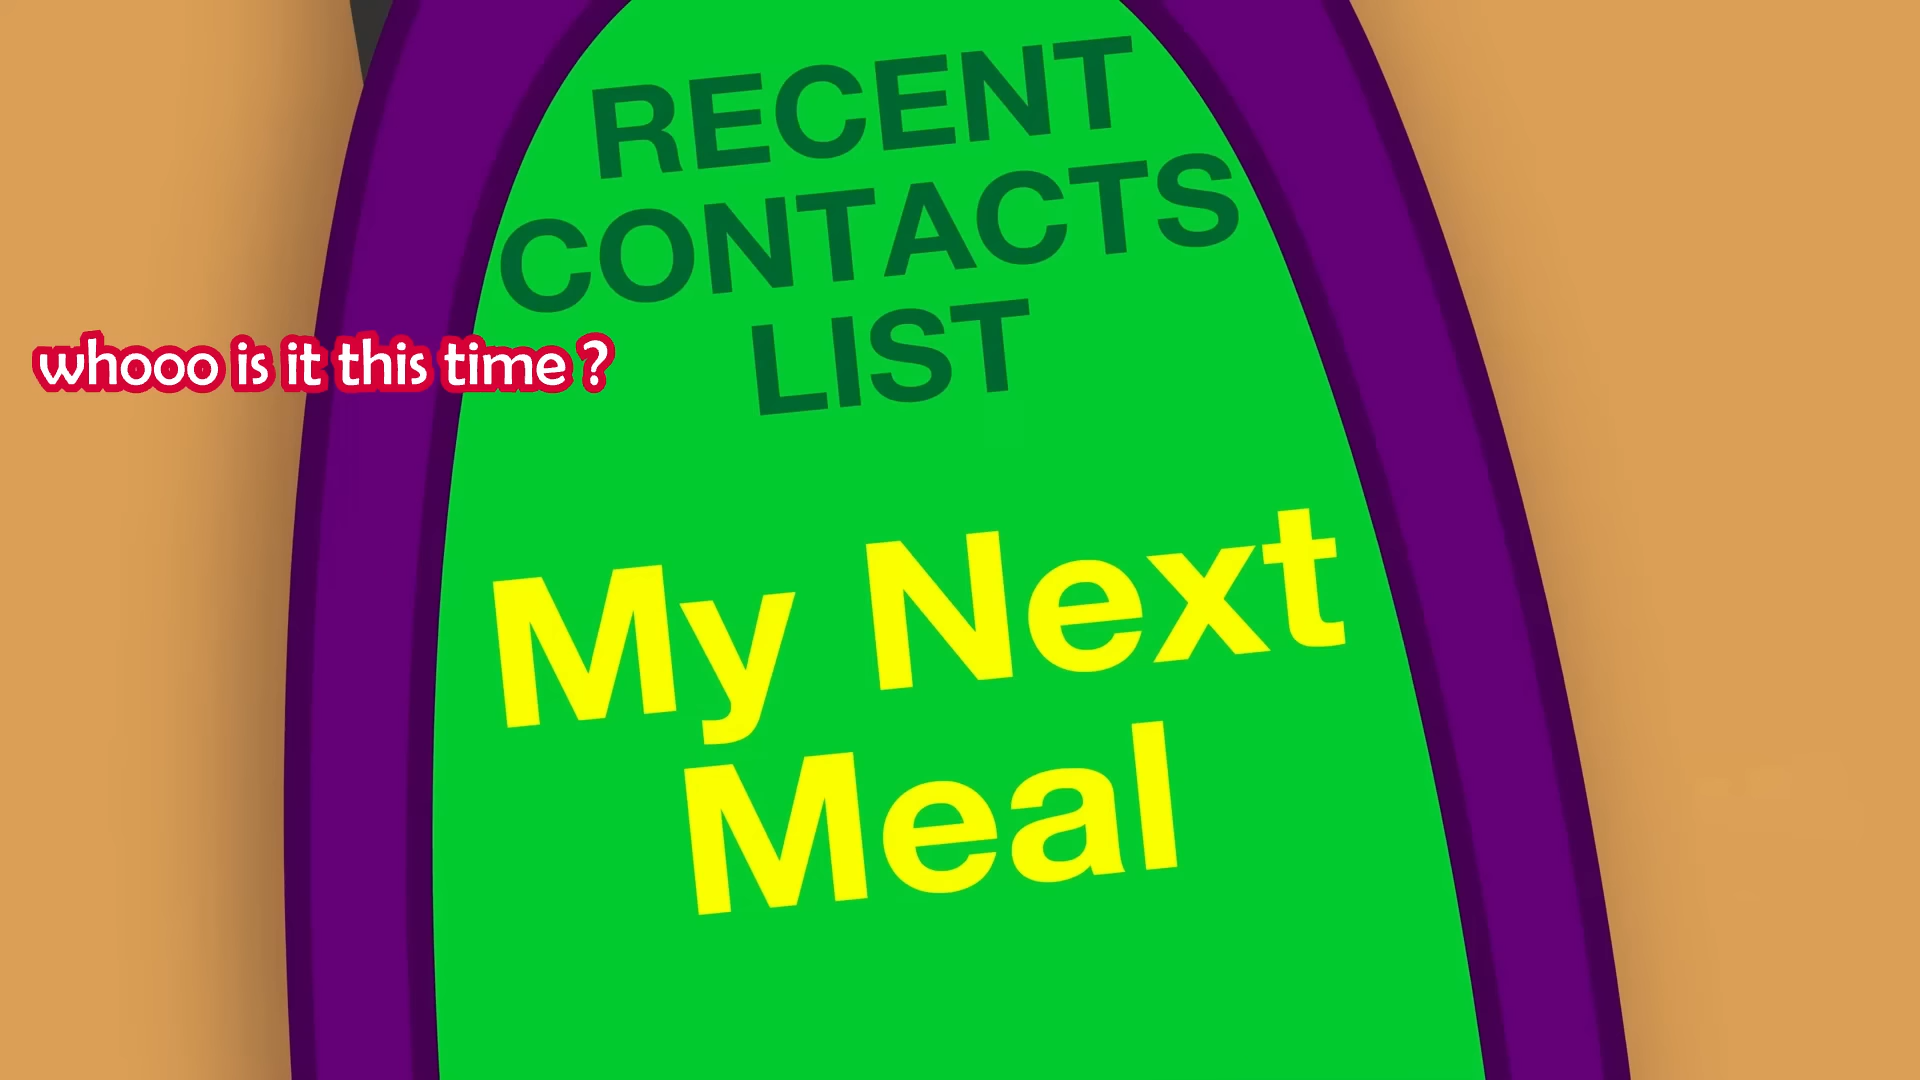 RECENT
CONTACTS
LIST
whooo is it this time ?
My Next
Meal